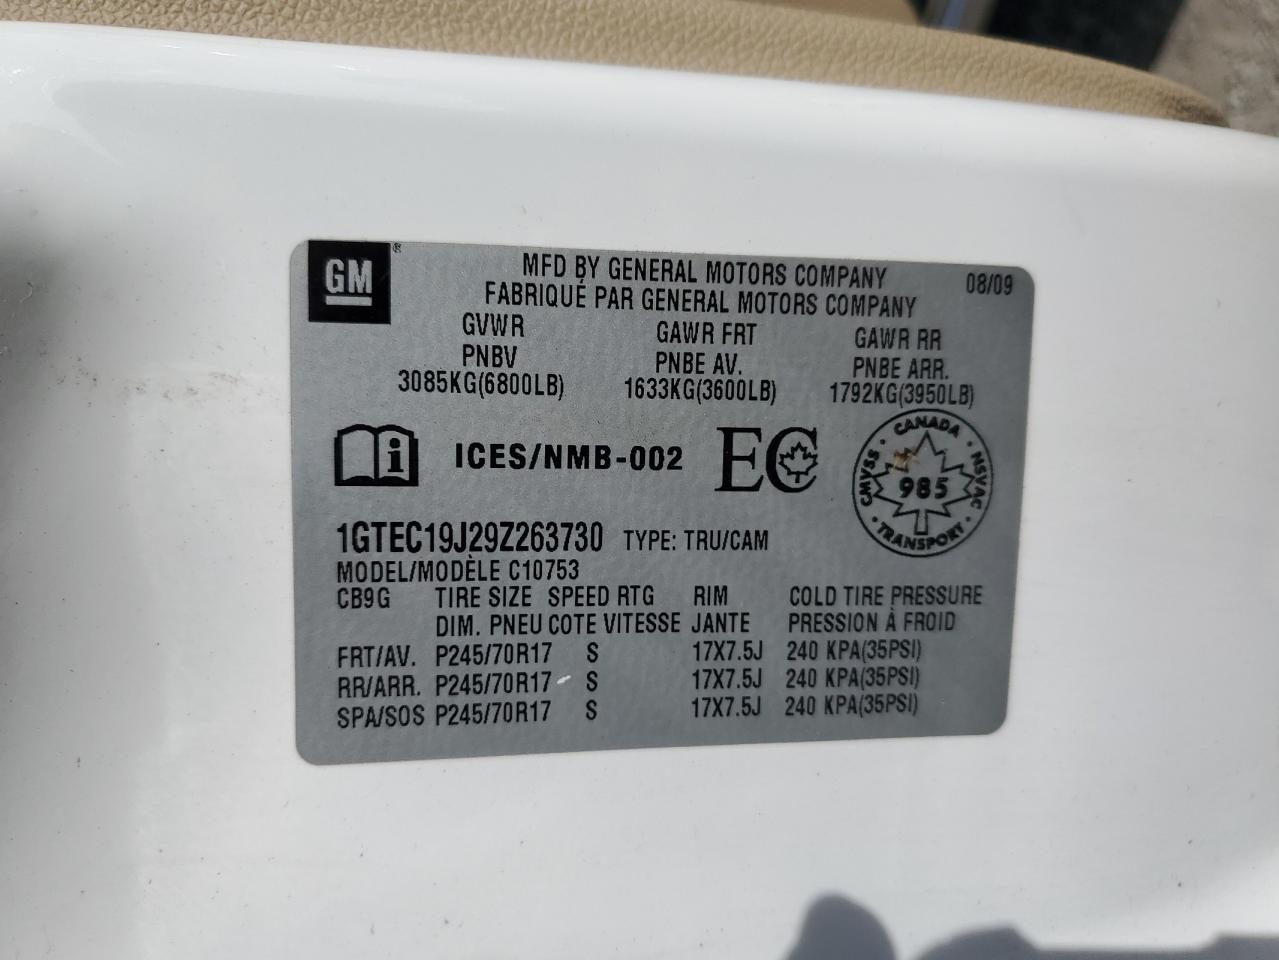 GM®
MFD BY GENERAL MOTORS COMPANY 08/09
FABRIQUÉ PAR GENERAL MOTORS COMPANY
GVWR GAWR FRT GAWR RR
PNBV PNBE AV. PNBE ARR.
3085KG(6800LB) 1633KG(3600LB) 1792KG(3950LB)
i ICES/NMB-002 EC
CANADA
CMVSS 985 NSVAC
TRANSPORT
1GTEC19J29Z263730 TYPE: TRU/CAM
MODEL/MODÈLE C10753
CB9G TIRE SIZE SPEED RTG RIM COLD TIRE PRESSURE
DIM. PNEU COTE VITESSE JANTE PRESSION À FROID
FRT/AV. P245/70R17 S 17X7.5J 240 KPA(35PSI)
RR/ARR. P245/70R17 S 17X7.5J 240 KPA(35PSI)
SPA/SOS P245/70R17 S 17X7.5J 240 KPA(35PSI)